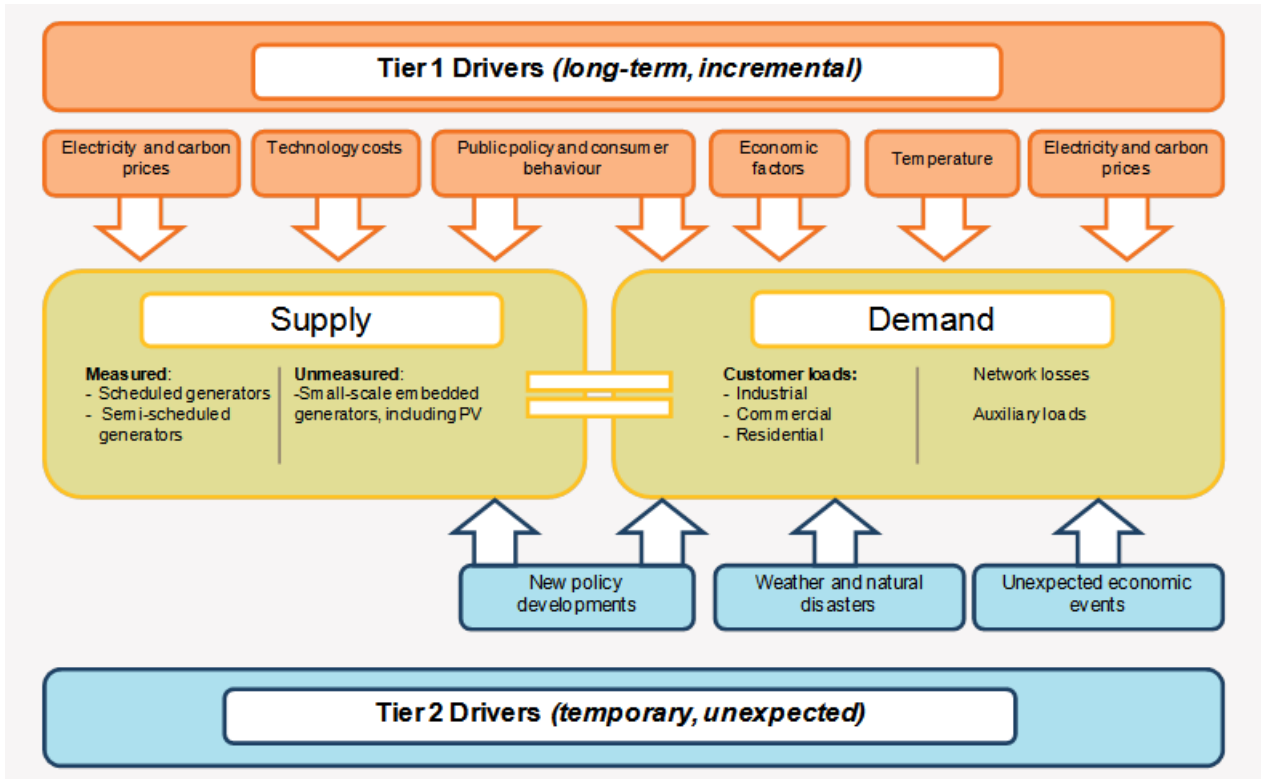 Tier 1 Drivers (long-term, incremental)
Electricity and carbon
prices
Technology costs
Public policy and consumer
behaviour
Economic
factors
Temperature
Electricity and carbon
prices
Supply
Measured:
- Scheduled generators
- Semi-scheduled
generators
Unmeasured:
-Small-scale embedded
generators, including PV
Demand
Customer loads:
- Industrial
- Commercial
- Residential
Network losses
Auxiliary loads
New policy
developments
Weather and natural
disasters
Unexpected economic
events
Tier 2 Drivers (temporary, unexpected)